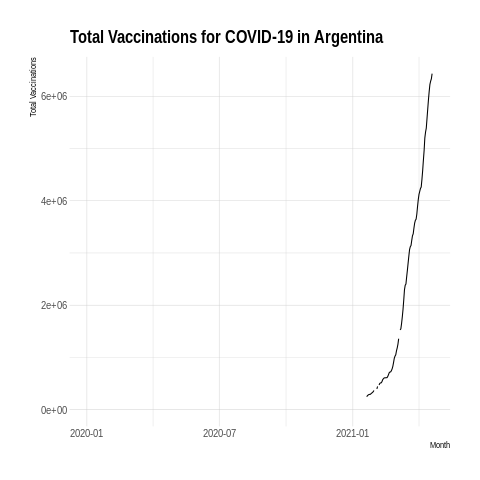 Total Vaccinations for COVID-19 in Argentina
Total Vaccinations
6e+06
4e+06
2e+06
0e+00
2020-01 2020-07 2021-01
Month